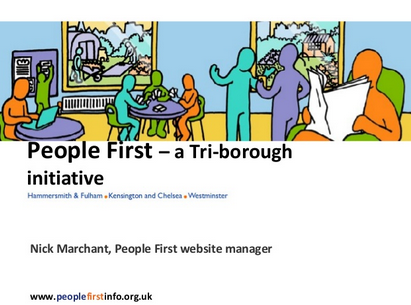 People First – a Tri-borough
initiative
Hammersmith & Fulham • Kensington and Chelsea • Westminster
Nick Marchant, People First website manager
www.peoplefirstinfo.org.uk